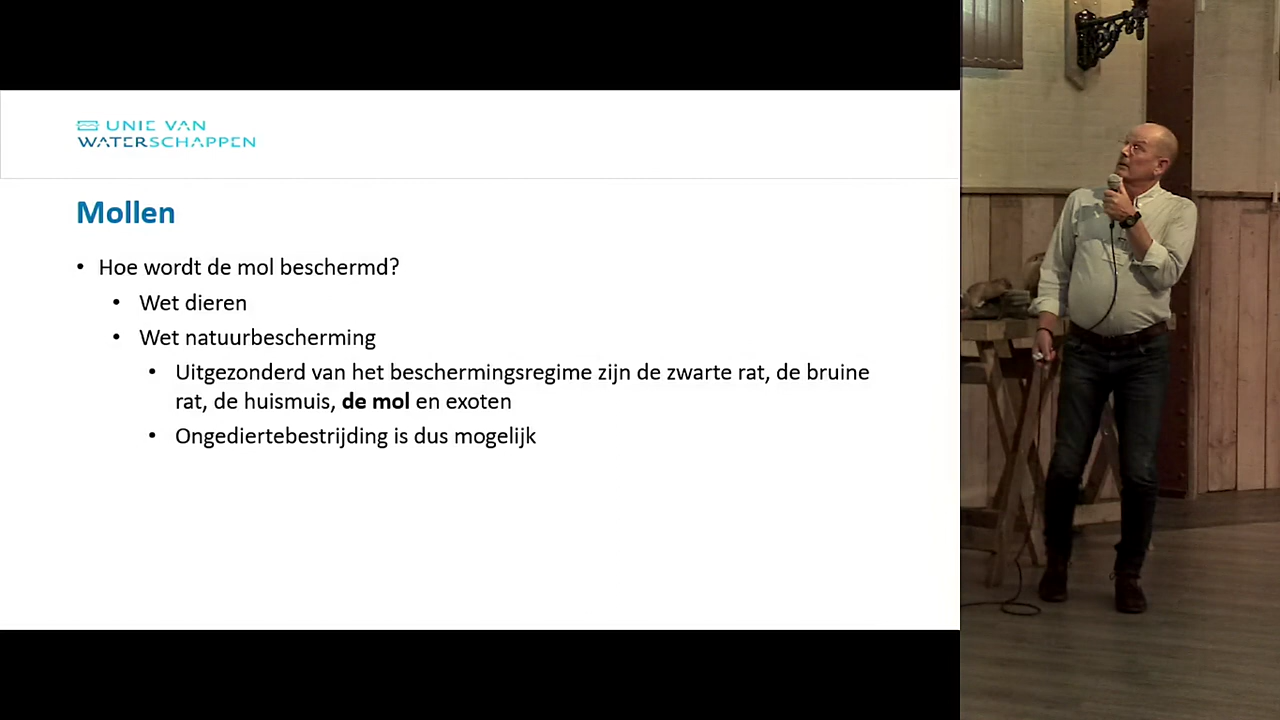 UNIE VAN
WATERSCHAPPEN
Mollen
• Hoe wordt de mol beschermd?
• Wet dieren
• Wet natuurbescherming
• Uitgezonderd van het beschermingsregime zijn de zwarte rat, de bruine
rat, de huismuis, de mol en exoten
• Ongediertebestrijding is dus mogelijk